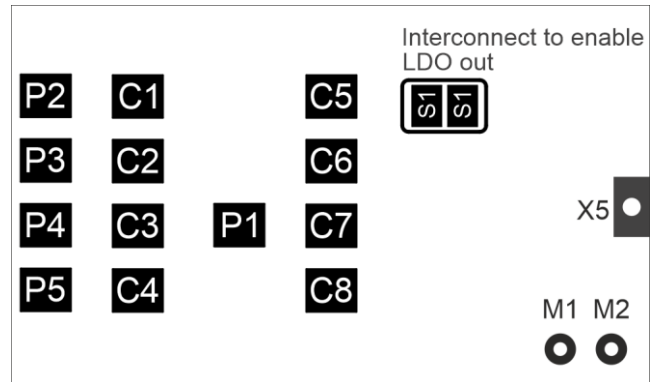 Interconnect to enable
LDO out
P2 C1 C5 S1 S1
P3 C2 C6
P4 C3 P1 C7 X5
P5 C4 C8
M1 M2